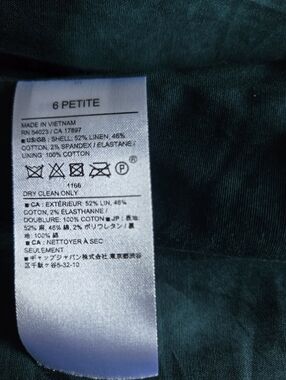 6 PETITE
MADE IN VIETNAM
RN 54023 / CA 17897
■ US/GB : SHELL: 52% LINEN, 46%
COTTON, 2% SPANDEX / ELASTANE /
LINING: 100% COTTON
P
1166
DRY CLEAN ONLY
■ CA : EXTÉRIEUR: 52% LIN, 46%
COTON, 2% ÉLASTHANNE /
DOUBLURE: 100% COTON ■ JP : 表地:
52% 麻, 46% 綿, 2% ポリウレタン / 裏
地: 100% 綿
■ CA : NETTOYER À SEC
SEULEMENT
■ ギャップジャパン株式会社 東京都渋谷
区千駄ヶ谷5-32-10